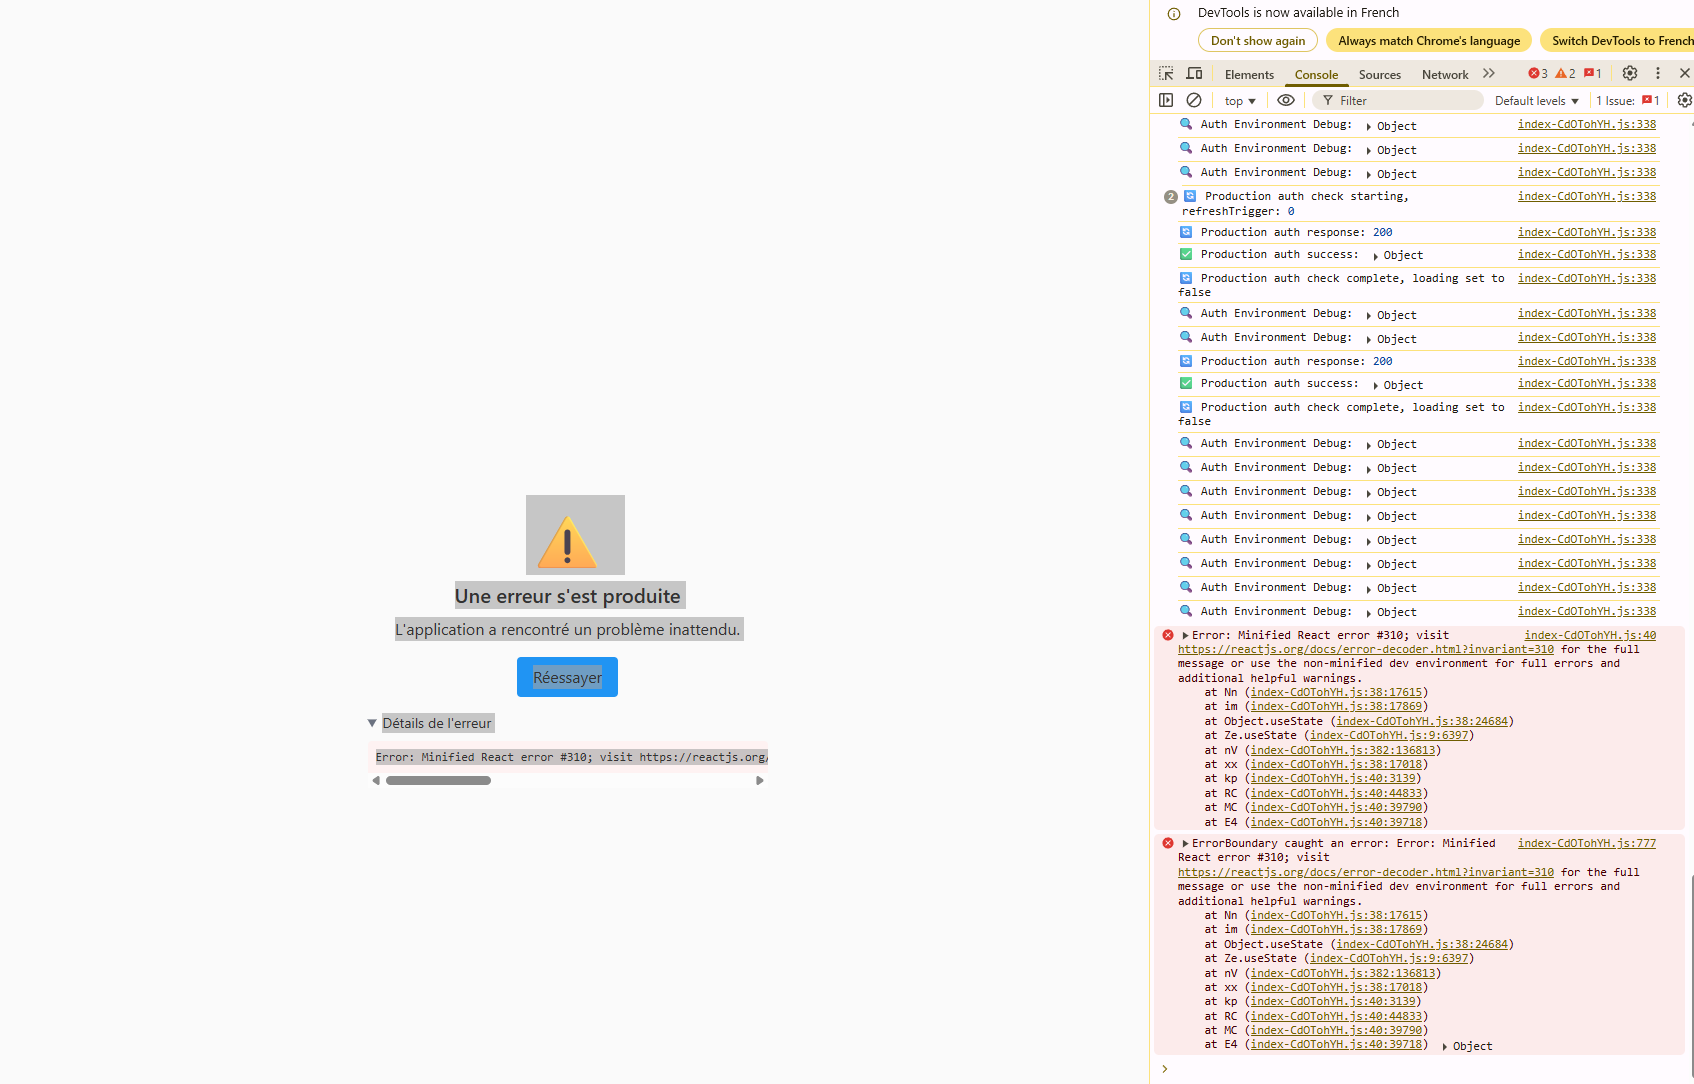 DevTools is now available in French
Don't show again
Always match Chrome's language
Switch DevTools to French
Elements Console Sources Network 3 2 1
top Filter Default levels 1 Issue: 1
Auth Environment Debug: Object index-CdOTohYH.js:338
Auth Environment Debug: Object index-CdOTohYH.js:338
Auth Environment Debug: Object index-CdOTohYH.js:338
2 Production auth check starting, index-CdOTohYH.js:338
refreshTrigger: 0
Production auth response: 200 index-CdOTohYH.js:338
Production auth success: Object index-CdOTohYH.js:338
Production auth check complete, loading set to index-CdOTohYH.js:338
false
Auth Environment Debug: Object index-CdOTohYH.js:338
Auth Environment Debug: Object index-CdOTohYH.js:338
Production auth response: 200 index-CdOTohYH.js:338
Production auth success: Object index-CdOTohYH.js:338
Production auth check complete, loading set to index-CdOTohYH.js:338
false
Auth Environment Debug: Object index-CdOTohYH.js:338
Auth Environment Debug: Object index-CdOTohYH.js:338
Auth Environment Debug: Object index-CdOTohYH.js:338
Auth Environment Debug: Object index-CdOTohYH.js:338
Auth Environment Debug: Object index-CdOTohYH.js:338
Auth Environment Debug: Object index-CdOTohYH.js:338
Auth Environment Debug: Object index-CdOTohYH.js:338
Auth Environment Debug: Object index-CdOTohYH.js:338
Error: Minified React error #310; visit index-CdOTohYH.js:40
https://reactjs.org/docs/error-decoder.html?invariant=310 for the full
message or use the non-minified dev environment for full errors and
additional helpful warnings.
at Nn (index-CdOTohYH.js:38:17615)
at im (index-CdOTohYH.js:38:17869)
at Object.useState (index-CdOTohYH.js:38:24684)
at Ze.useState (index-CdOTohYH.js:9:6397)
at nV (index-CdOTohYH.js:382:136813)
at xx (index-CdOTohYH.js:38:17018)
at kp (index-CdOTohYH.js:40:3139)
at RC (index-CdOTohYH.js:40:44833)
at MC (index-CdOTohYH.js:40:39790)
at E4 (index-CdOTohYH.js:40:39718)
ErrorBoundary caught an error: Error: Minified index-CdOTohYH.js:777
React error #310; visit
https://reactjs.org/docs/error-decoder.html?invariant=310 for the full
message or use the non-minified dev environment for full errors and
additional helpful warnings.
at Nn (index-CdOTohYH.js:38:17615)
at im (index-CdOTohYH.js:38:17869)
at Object.useState (index-CdOTohYH.js:38:24684)
at Ze.useState (index-CdOTohYH.js:9:6397)
at nV (index-CdOTohYH.js:382:136813)
at xx (index-CdOTohYH.js:38:17018)
at kp (index-CdOTohYH.js:40:3139)
at RC (index-CdOTohYH.js:40:44833)
at MC (index-CdOTohYH.js:40:39790)
at E4 (index-CdOTohYH.js:40:39718) Object
Une erreur s'est produite
L'application a rencontré un problème inattendu.
Réessayer
Détails de l'erreur
Error: Minified React error #310; visit https://reactjs.org/